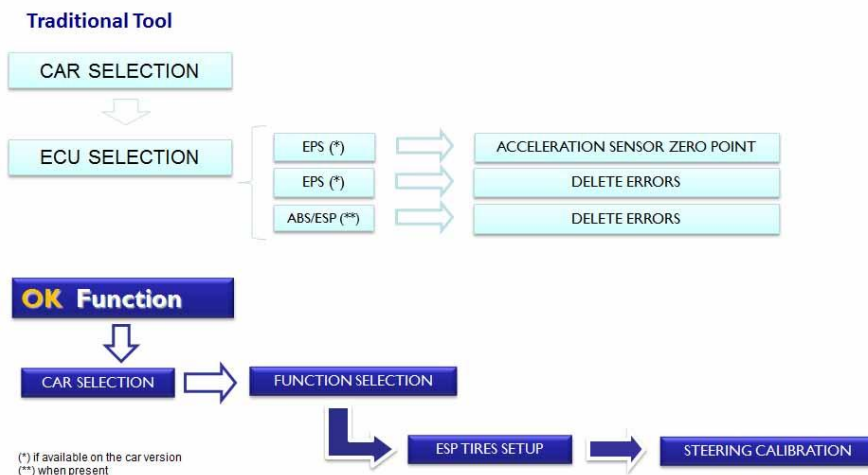 Traditional Tool
CAR SELECTION
ECU SELECTION
EPS (*)
ACCELERATION SENSOR ZERO POINT
EPS (*)
DELETE ERRORS
ABS/ESP (**)
DELETE ERRORS
OK Function
CAR SELECTION
FUNCTION SELECTION
ESP TIRES SETUP
STEERING CALIBRATION
(*) if available on the car version
(**) when present